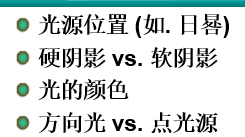 光源位置 (如. 日晷)
硬阴影 vs. 软阴影
光的颜色
方向光 vs. 点光源